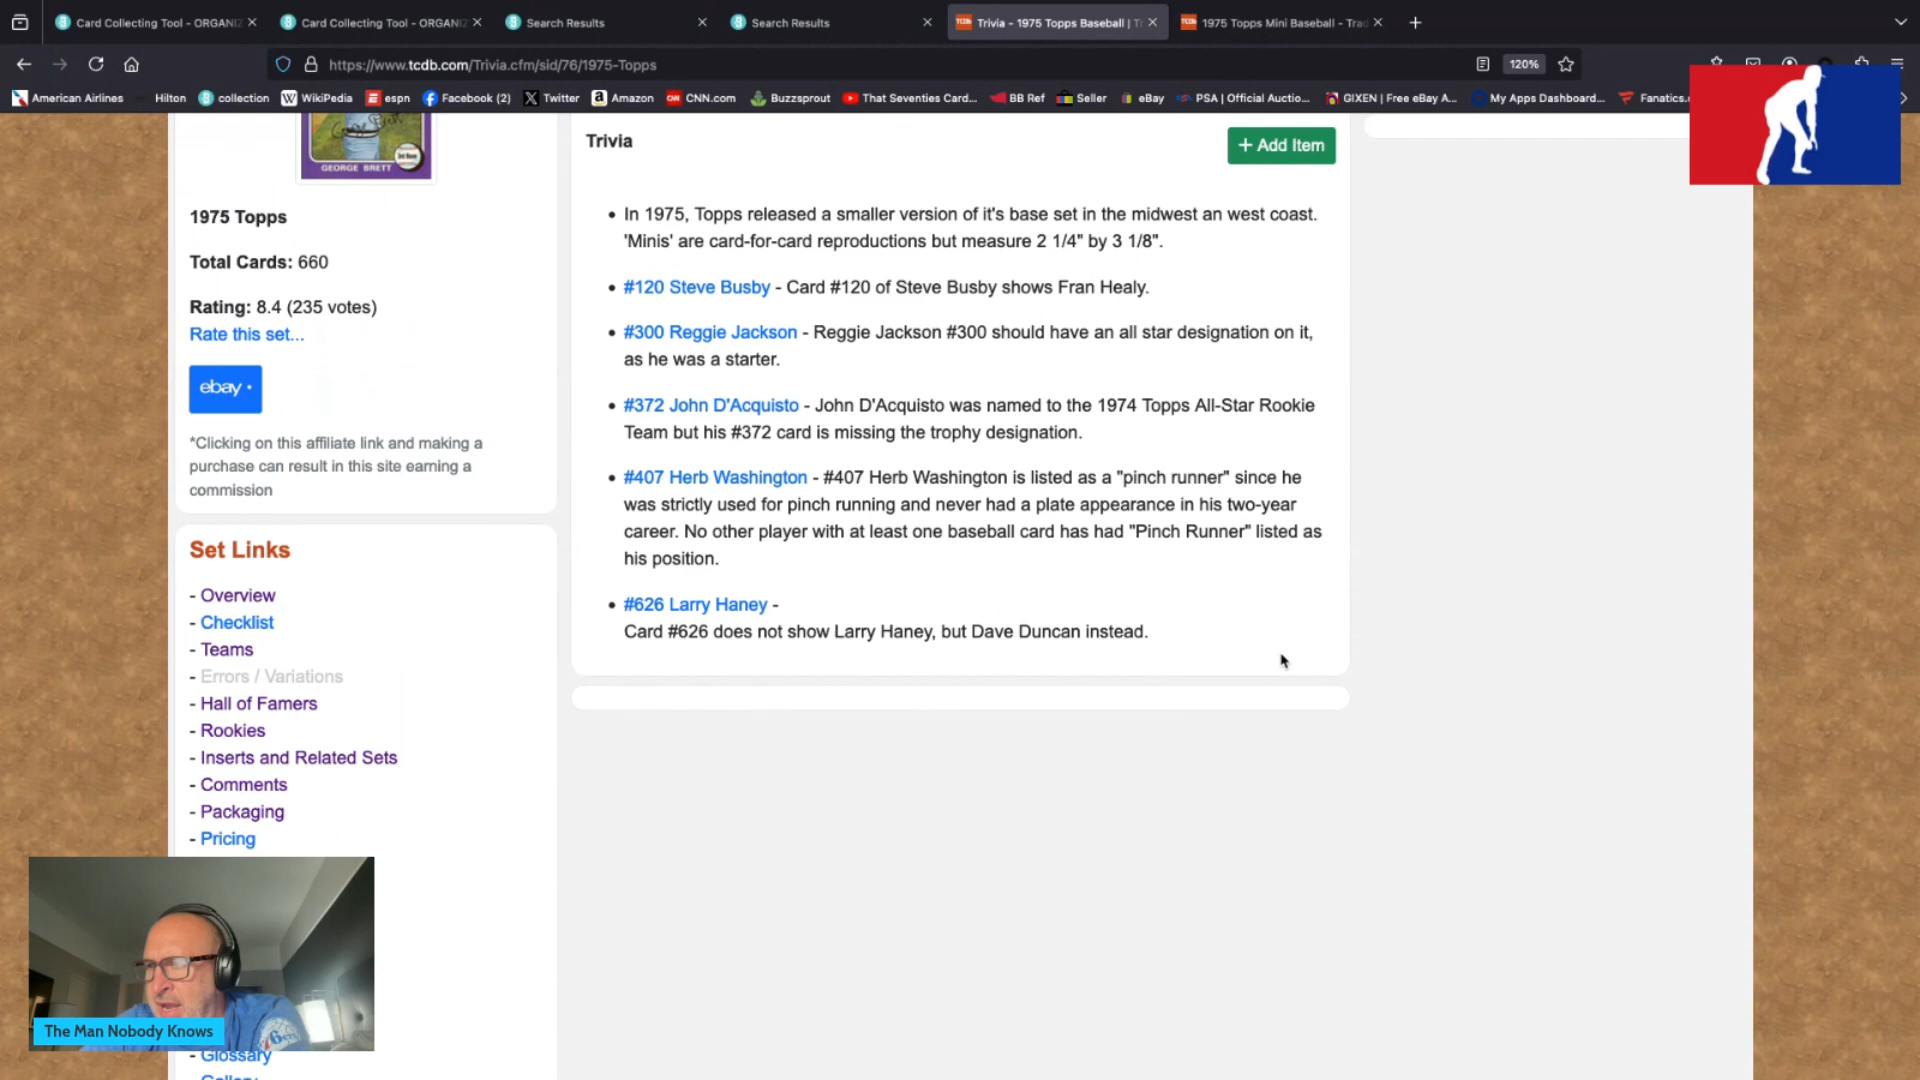 Card Collecting Tool - ORGANIZ
Card Collecting Tool - ORGANIZ
Search Results
Search Results
TCDb
Trivia - 1975 Topps Baseball | Tr
TCDb
1975 Topps Mini Baseball - Trad
https://www.tcdb.com/Trivia.cfm/sid/76/1975-Topps
120%
American Airlines
Hilton
collection
WikiPedia
espn
Facebook (2)
Twitter
Amazon
CNN.com
Buzzsprout
That Seventies Card...
BB Ref
Seller
eBay
PSA | Official Auctio...
GIXEN | Free eBay A...
My Apps Dashboard...
Fanatics.
GEORGE BRETT
1975 Topps
Total Cards: 660
Rating: 8.4 (235 votes)
Rate this set...
ebay
*Clicking on this affiliate link and making a
purchase can result in this site earning a
commission
Set Links
- Overview
- Checklist
- Teams
- Errors / Variations
- Hall of Famers
- Rookies
- Inserts and Related Sets
- Comments
- Packaging
- Pricing
- Glossary
Gallery
Trivia
+ Add Item
• In 1975, Topps released a smaller version of it's base set in the midwest an west coast.
'Minis' are card-for-card reproductions but measure 2 1/4" by 3 1/8".
• #120 Steve Busby - Card #120 of Steve Busby shows Fran Healy.
• #300 Reggie Jackson - Reggie Jackson #300 should have an all star designation on it,
as he was a starter.
• #372 John D'Acquisto - John D'Acquisto was named to the 1974 Topps All-Star Rookie
Team but his #372 card is missing the trophy designation.
• #407 Herb Washington - #407 Herb Washington is listed as a "pinch runner" since he
was strictly used for pinch running and never had a plate appearance in his two-year
career. No other player with at least one baseball card has had "Pinch Runner" listed as
his position.
• #626 Larry Haney -
Card #626 does not show Larry Haney, but Dave Duncan instead.
The Man Nobody Knows